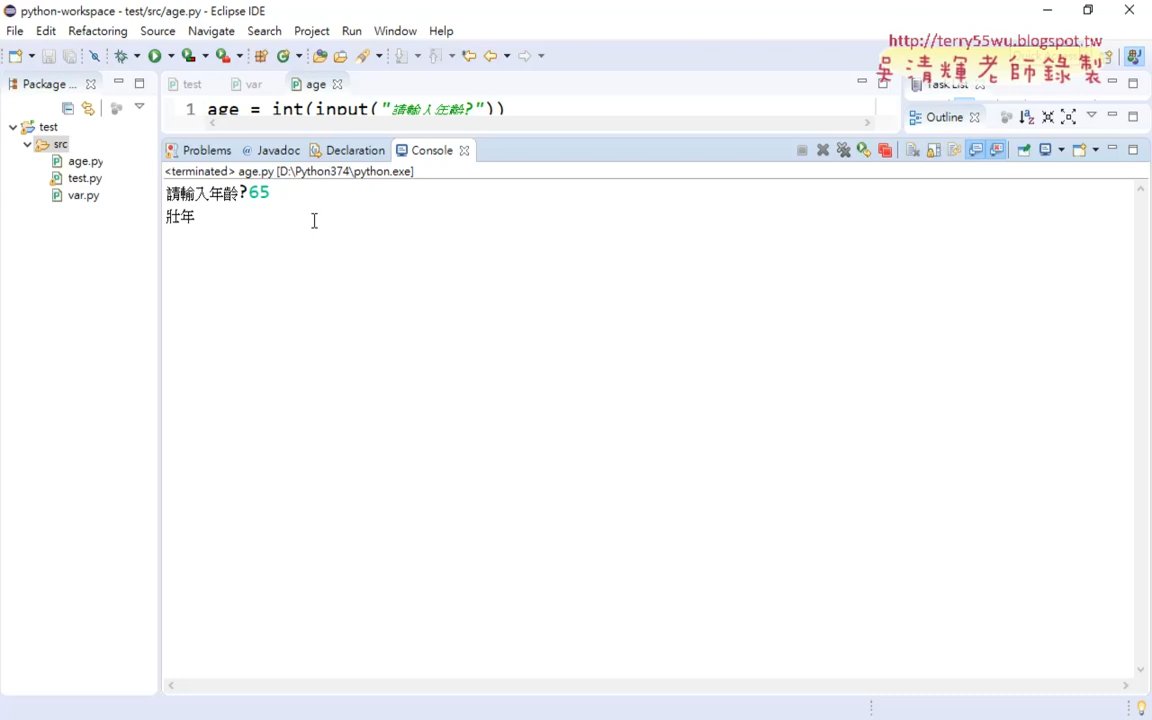 python-workspace - test/src/age.py - Eclipse IDE
File Edit Refactoring Source Navigate Search Project Run Window Help
http://terry55wu.blogspot.tw
吳清輝老師錄製
Package ...
test
var
age
Task List
1 age = int(input("請輸入年齡?"))
Outline
test
src
age.py
test.py
var.py
Problems
@ Javadoc
Declaration
Console
<terminated> age.py [D:\Python374\python.exe]
請輸入年齡?65
壯年